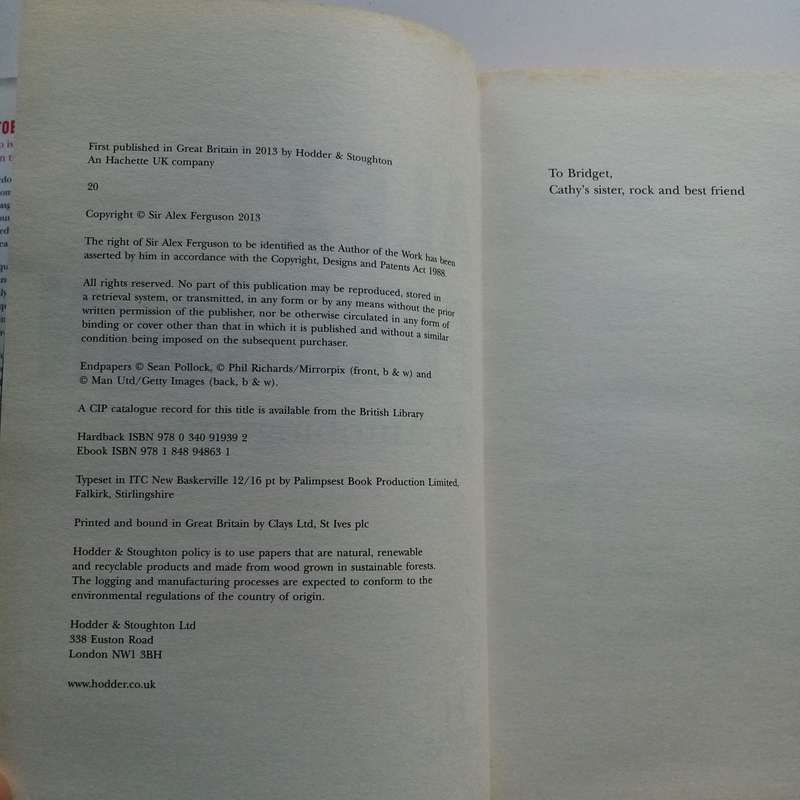 First published in Great Britain in 2013 by Hodder & Stoughton
An Hachette UK company
20
Copyright © Sir Alex Ferguson 2013
The right of Sir Alex Ferguson to be identified as the Author of the Work has been
asserted by him in accordance with the Copyright, Designs and Patents Act 1988
All rights reserved. No part of this publication may be reproduced, stored in
a retrieval system, or transmitted, in any form or by any means without the prior
written permission of the publisher, nor be otherwise circulated in any form of
binding or cover other than that in which it is published and without a similar
condition being imposed on the subsequent purchaser.
Endpapers © Sean Pollock, © Phil Richards/Mirrorpix (front, b & w) and
© Man Utd/Getty Images (back, b & w).
A CIP catalogue record for this title is available from the British Library
Hardback ISBN 978 0 340 91939 2
Ebook ISBN 978 1 848 94863 1
Typeset in ITC New Baskerville 12/16 pt by Palimpsest Book Production Limited,
Falkirk, Stirlingshire
Printed and bound in Great Britain by Clays Ltd, St Ives plc
Hodder & Stoughton policy is to use papers that are natural, renewable
and recyclable products and made from wood grown in sustainable forests.
The logging and manufacturing processes are expected to conform to the
environmental regulations of the country of origin.
Hodder & Stoughton Ltd
338 Euston Road
London NW1 3BH
www.hodder.co.uk
To Bridget,
Cathy's sister, rock and best friend